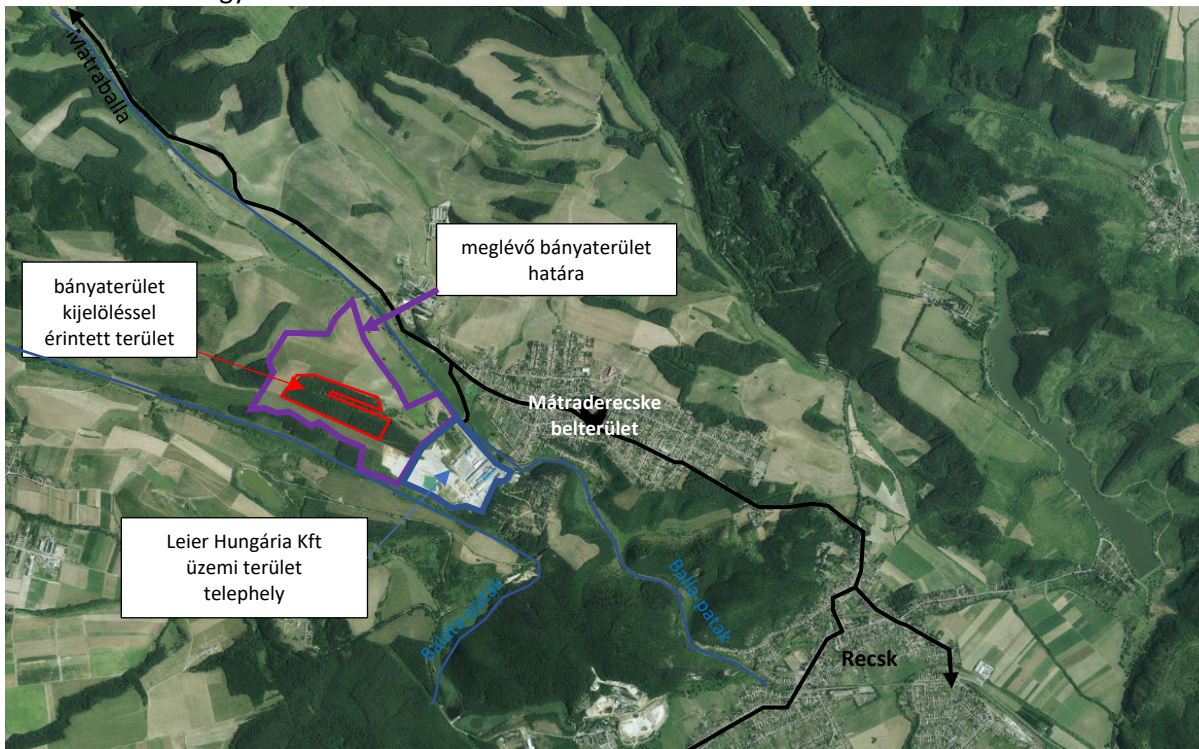 Mátraballa
meglévő bányaterület
határa
bányaterület
kijelöléssel
érintett terület
Mátraderecske
belterület
Leier Hungária Kft
üzemi terület
telephely
Baláta-patak
Balla-patak
Recsk